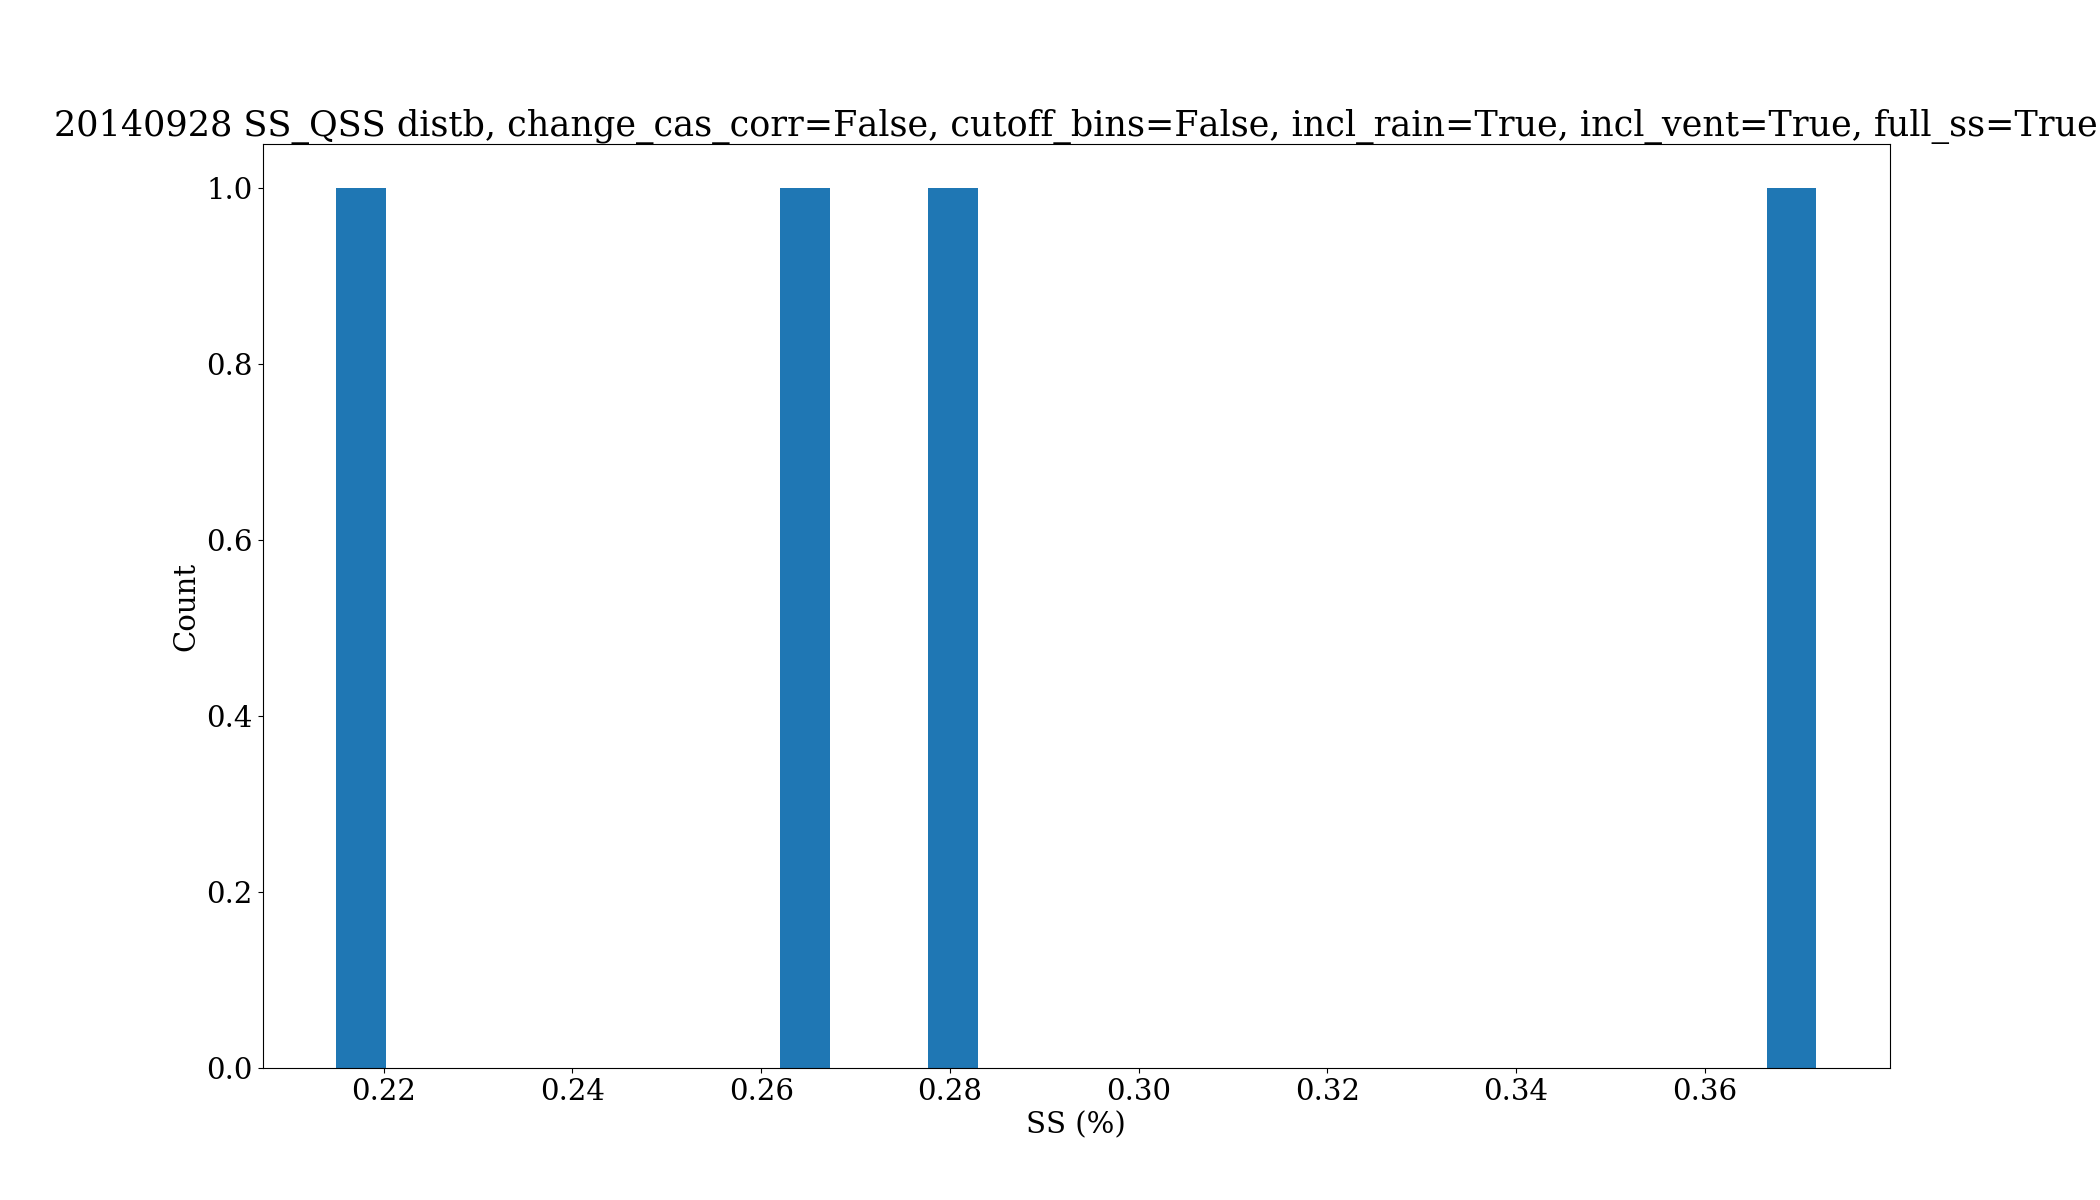 20140928 SS_QSS distb, change_cas_corr=False, cutoff_bins=False, incl_rain=True, incl_vent=True, full_ss=True
1.0
0.8
0.6
0.4
0.2
0.0
Count
0.22 0.24 0.26 0.28 0.30 0.32 0.34 0.36
SS (%)